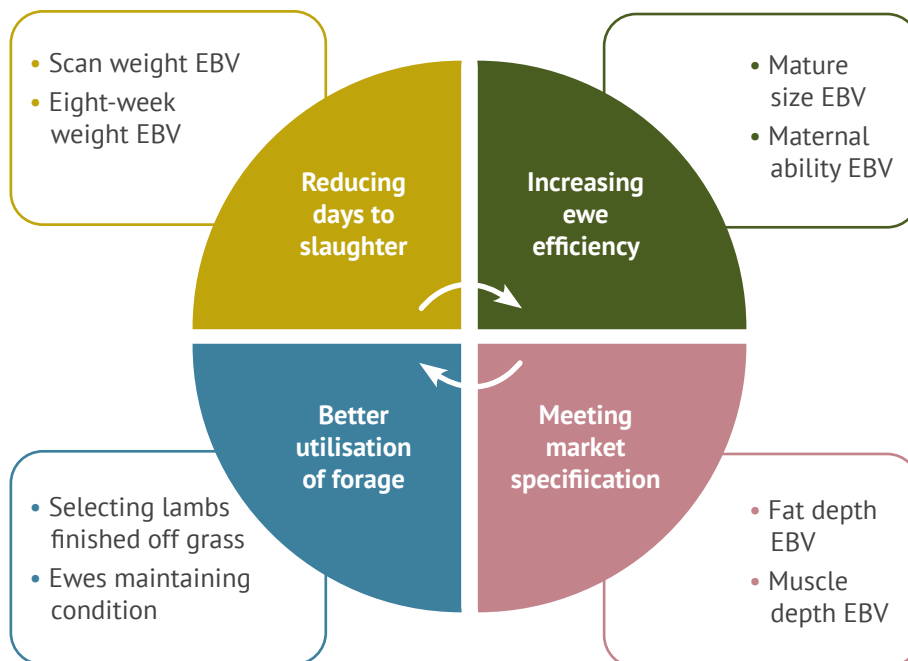 • Scan weight EBV
• Eight-week
weight EBV
• Mature
size EBV
• Maternal
ability EBV
Reducing
days to
slaughter
Increasing
ewe
efficiency
Better
utilisation
of forage
Meeting
market
specifiication
• Selecting lambs
finished off grass
• Ewes maintaining
condition
• Fat depth
EBV
• Muscle
depth EBV